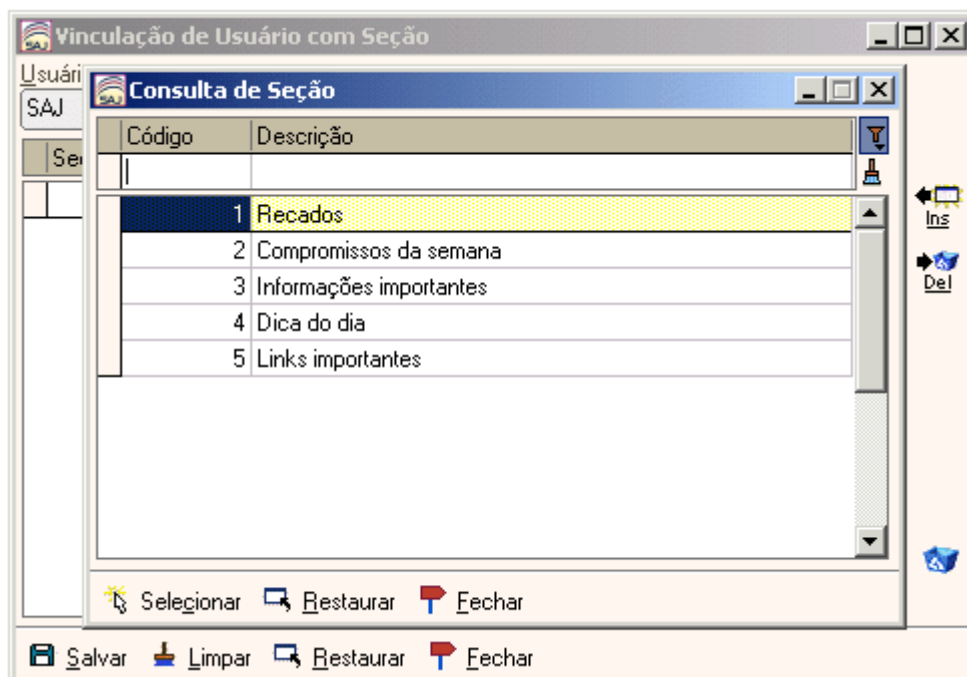 Vinculação de Usuário com Seção
Usuári
SAJ
Consulta de Seção
Código Descrição
1 Recados
2 Compromissos da semana
3 Informações importantes
4 Dica do dia
5 Links importantes
Ins
Del
Selecionar Restaurar Fechar
Salvar Limpar Restaurar Fechar